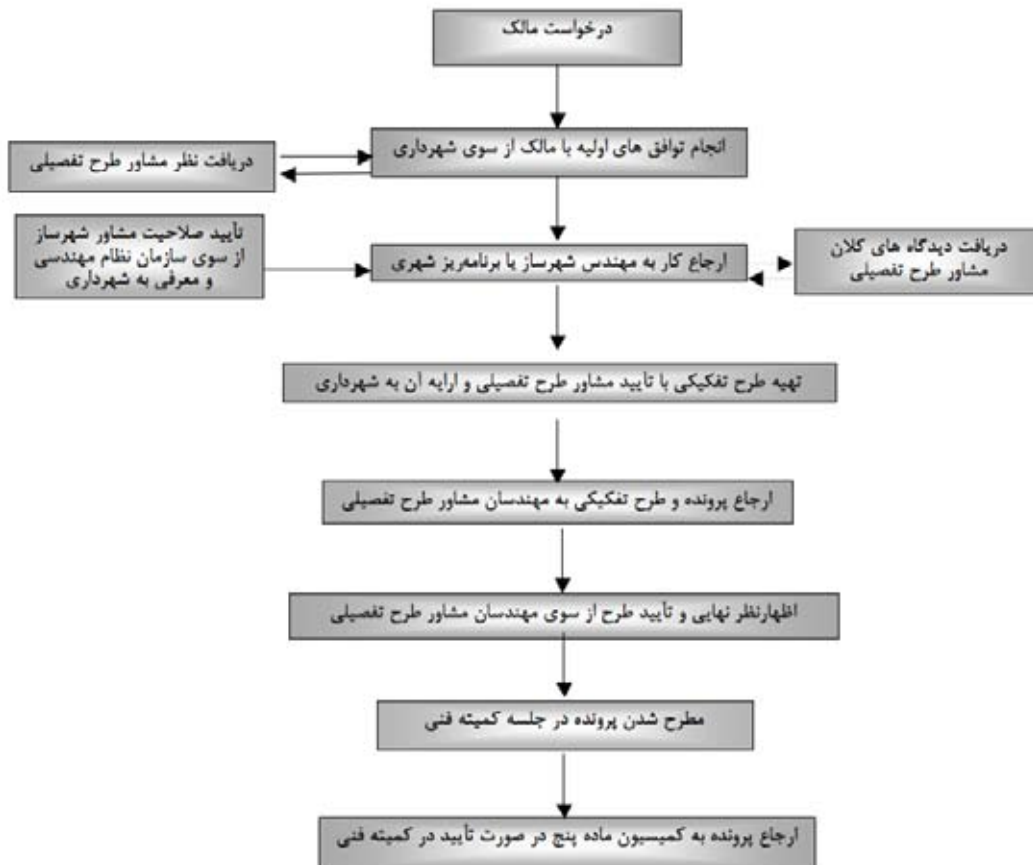 درخواست مالک
انجام توافق های اولیه با مالک از سوی شهرداری
دریافت نظر مشاور طرح تفصیلی
تأیید صلاحیت مشاور شهرساز
از سوی سازمان نظام مهندسی
و معرفی به شهرداری
ارجاع کار به مهندس شهرساز یا برنامه‌ریز شهری
دریافت دیدگاه های کلان
مشاور طرح تفصیلی
تهیه طرح تفکیکی با تأیید مشاور طرح تفصیلی و ارایه آن به شهرداری
ارجاع پرونده و طرح تفکیکی به مهندسان مشاور طرح تفصیلی
اظهارنظر نهایی و تأیید طرح از سوی مهندسان مشاور طرح تفصیلی
مطرح شدن پرونده در جلسه کمیته فنی
ارجاع پرونده به کمیسیون ماده پنج در صورت تأیید در کمیته فنی